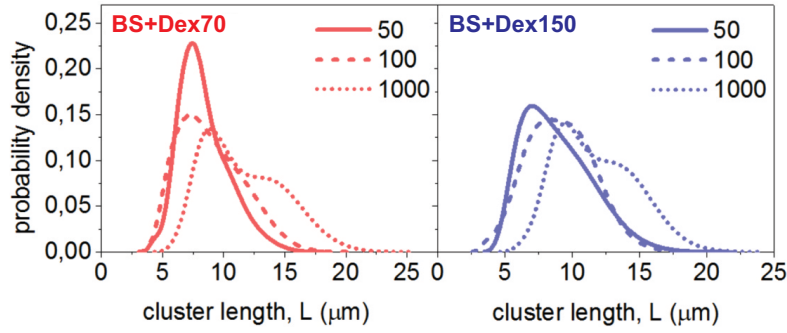 BS+Dex70
50
100
1000
BS+Dex150
50
100
1000
probability density
0,25
0,20
0,15
0,10
0,05
0,00
0 5 10 15 20 25
0 5 10 15 20 25
cluster length, L (μm)
cluster length, L (μm)